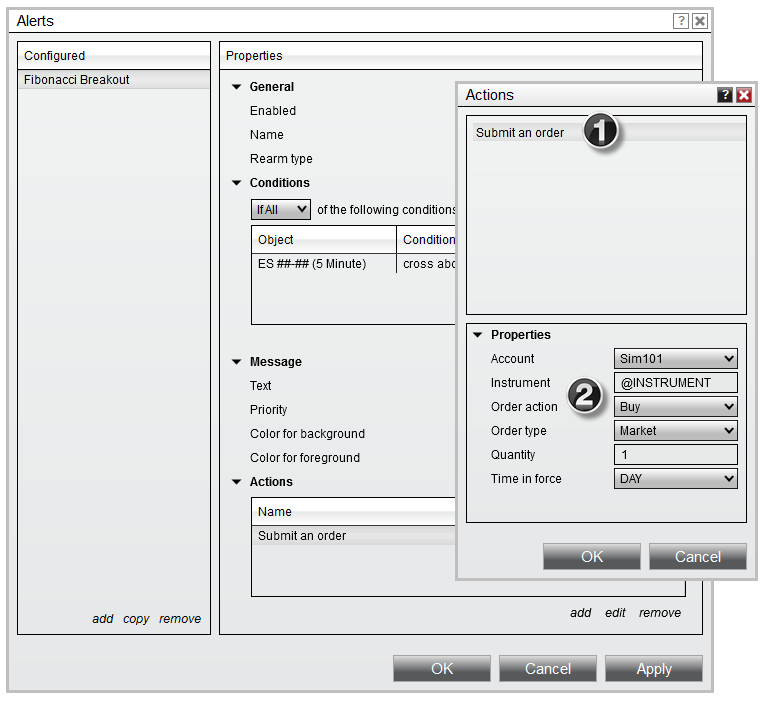 Alerts
?
Configured
Fibonacci Breakout
add copy remove
Properties
General
Enabled
Name
Rearm type
Conditions
If All of the following conditions
Object Condition
ES ##-## (5 Minute) cross abo
Message
Text
Priority
Color for background
Color for foreground
Actions
Name
Submit an order
add edit remove
OK Cancel Apply
Actions
?
Submit an order 1
Properties
Account Sim101
Instrument @INSTRUMENT
2
Order action Buy
Order type Market
Quantity 1
Time in force DAY
OK Cancel